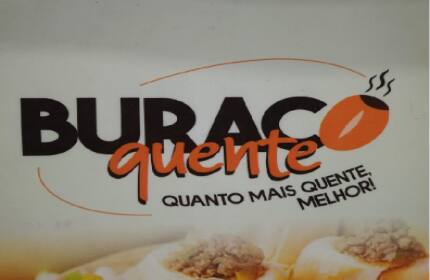 BURACO
quente
QUANTO MAIS QUENTE,
MELHOR!